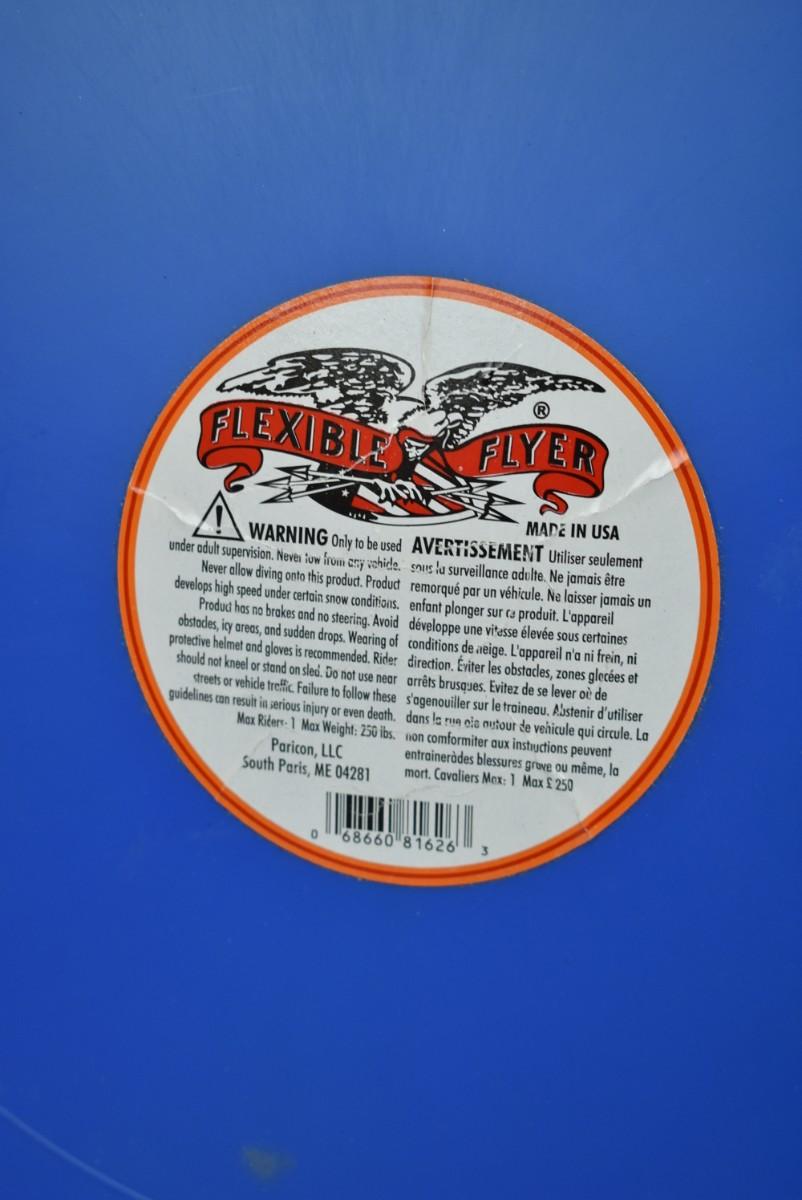 FLEXIBLE FLYER
®
MADE IN USA
WARNING Only to be used
under adult supervision. Never tow from any vehicle.
Never allow diving onto this product. Product
develops high speed under certain snow conditions.
Product has no brakes and no steering. Avoid
obstacles, icy areas, and sudden drops. Wearing of
protective helmet and gloves is recommended. Rider
should not kneel or stand on sled. Do not use near
streets or vehicle traffic. Failure to follow these
guidelines can result in serious injury or even death.
Max Riders: 1 Max Weight: 250 lbs.
Paricon, LLC
South Paris, ME 04281
AVERTISSEMENT Utiliser seulement
sous la surveillance adulte. Ne jamais être
remorqué par un véhicule. Ne laisser jamais un
enfant plonger sur ce produit. L'appareil
développe une vitesse élevée sous certaines
conditions de neige. L'appareil n'a ni frein, ni
direction. Éviter les obstacles, zones glacées et
arrêts brusques. Evitez de se lever où de
s'agenouiller sur le traineau. Abstenir d'utiliser
dans la rue où autour de vehicule qui circule. La
non comformiter aux instuctions peuvent
entraineràdes blessures grave ou même, la
mort. Cavaliers Max: 1 Max £ 250
0 68660 81626 3